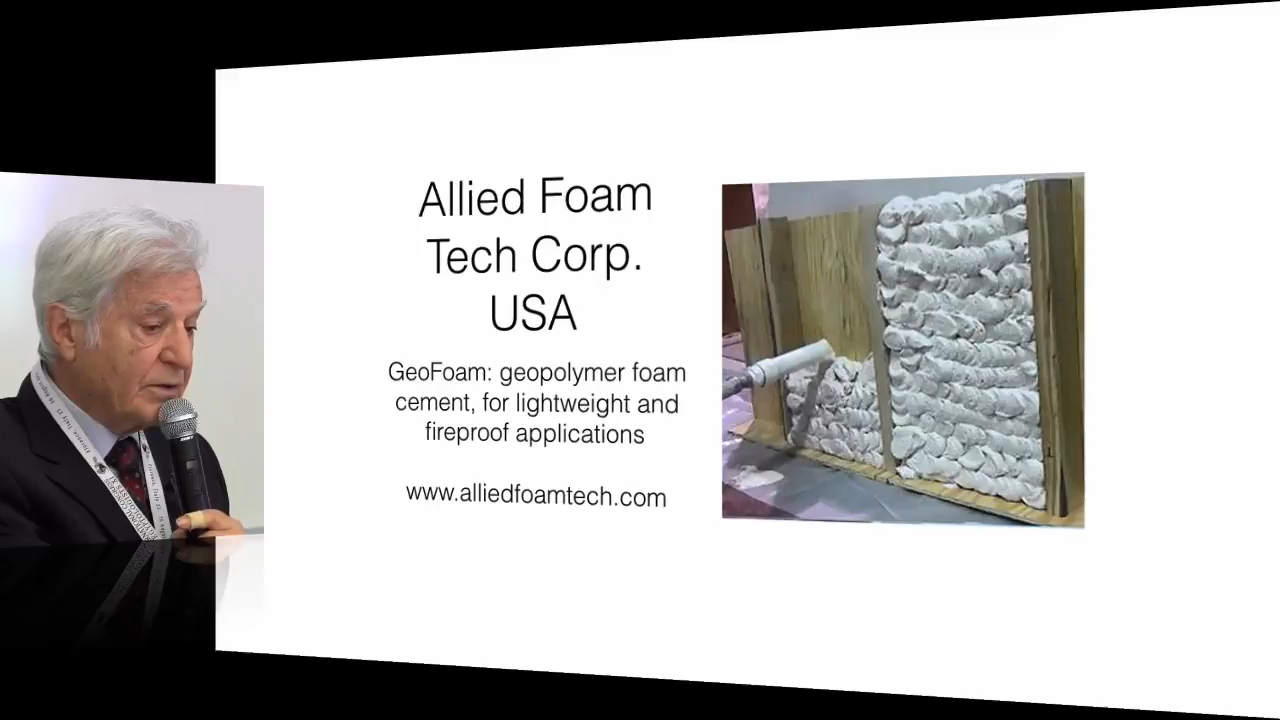 Allied Foam
Tech Corp.
USA
GeoFoam: geopolymer foam
cement, for lightweight and
fireproof applications
www.alliedfoamtech.com